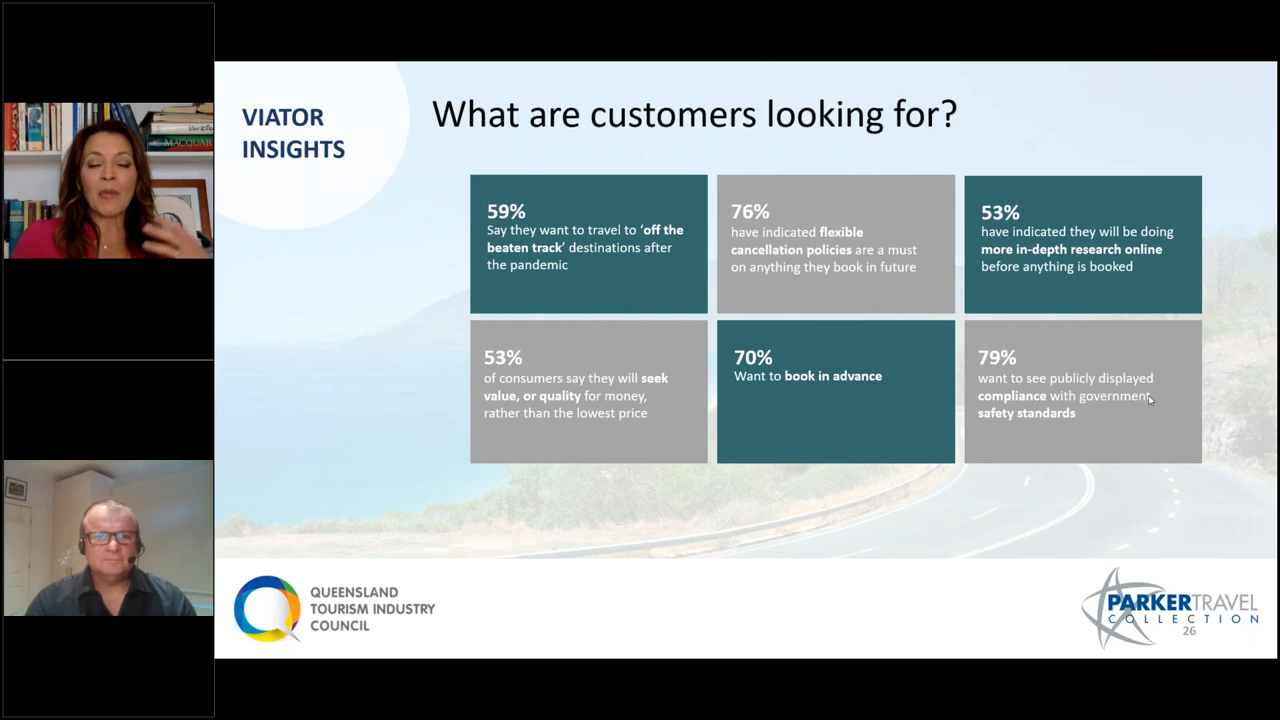 VIATOR
INSIGHTS
What are customers looking for?
59%
Say they want to travel to ‘off the
beaten track’ destinations after
the pandemic
76%
have indicated flexible
cancellation policies are a must
on anything they book in future
53%
have indicated they will be doing
more in-depth research online
before anything is booked
53%
of consumers say they will seek
value, or quality for money,
rather than the lowest price
70%
Want to book in advance
79%
want to see publicly displayed
compliance with government
safety standards
QUEENSLAND
TOURISM INDUSTRY
COUNCIL
PARKERTRAVEL
COLLECTION
26
MACQUAR